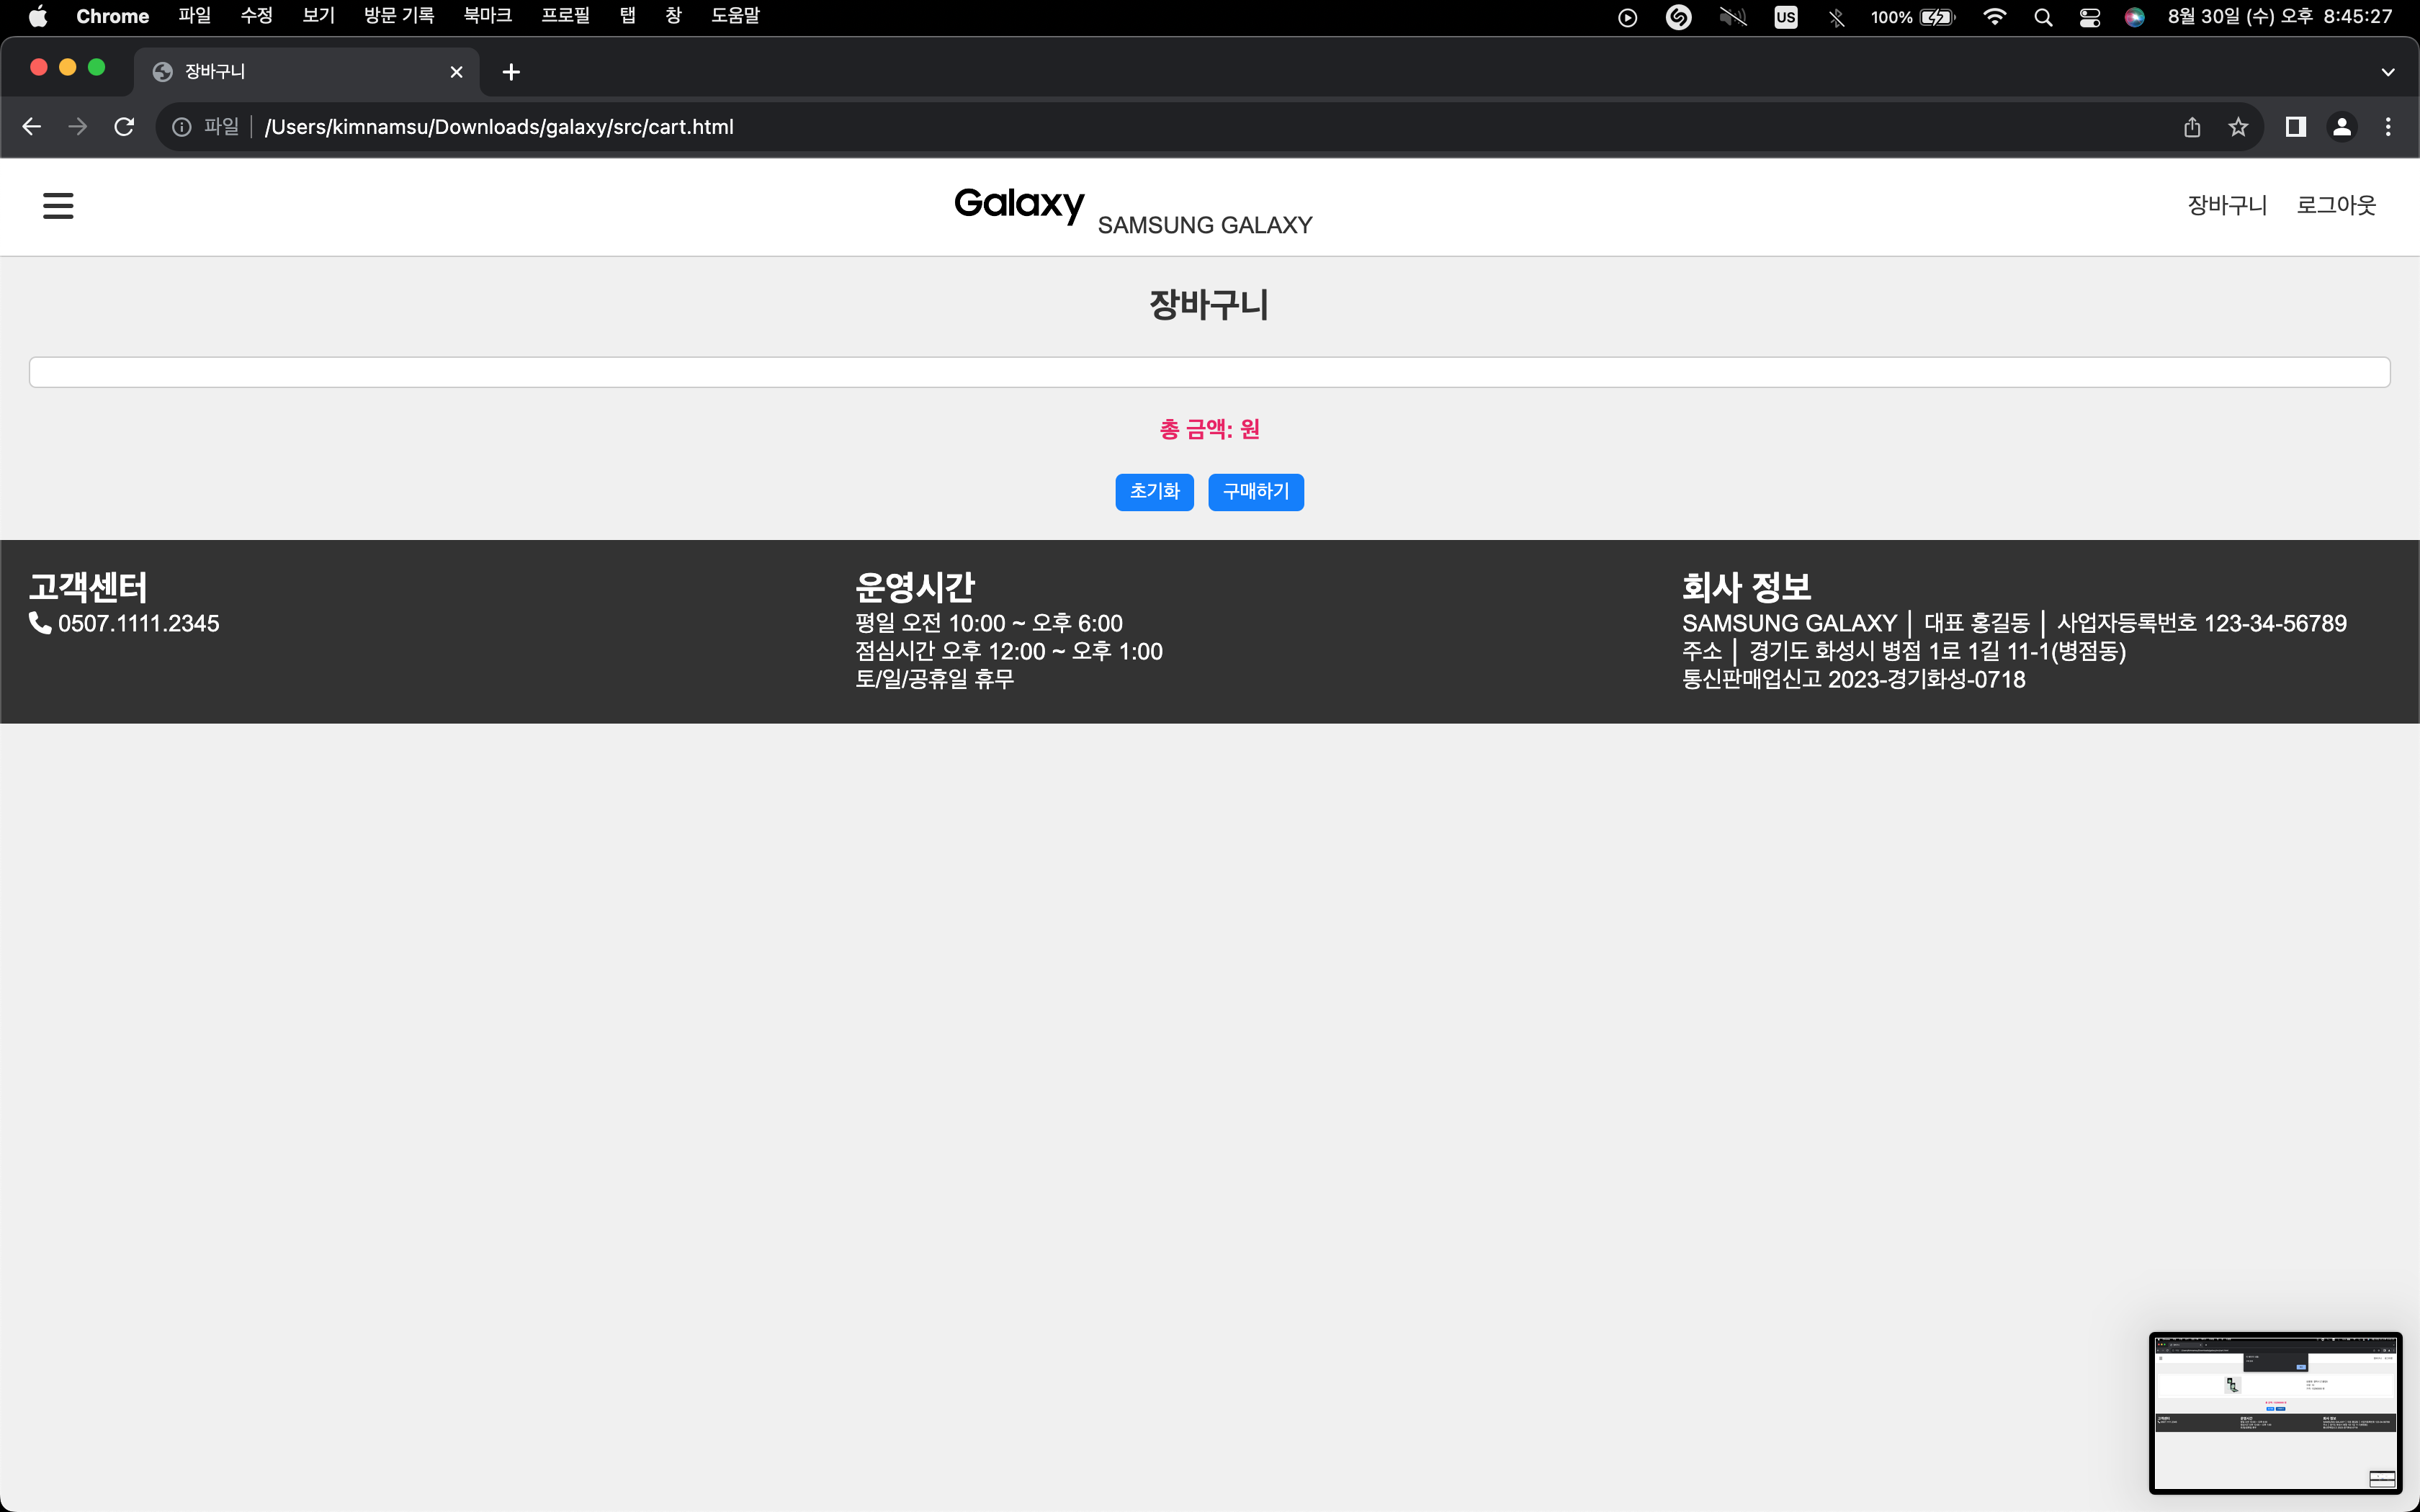 Chrome 파일 수정 보기 방문 기록 북마크 프로필 탭 창 도움말 US 100% 8월 30일 (수) 오후 8:45:27
장바구니
파일 /Users/kimnamsu/Downloads/galaxy/src/cart.html
Galaxy SAMSUNG GALAXY 장바구니 로그아웃
장바구니
총 금액: 원
초기화 구매하기
고객센터
0507.1111.2345
운영시간
평일 오전 10:00 ~ 오후 6:00
점심시간 오후 12:00 ~ 오후 1:00
토/일/공휴일 휴무
회사 정보
SAMSUNG GALAXY │ 대표 홍길동 │ 사업자등록번호 123-34-56789
주소 │ 경기도 화성시 병점 1로 1길 11-1(병점동)
통신판매업신고 2023-경기화성-0718